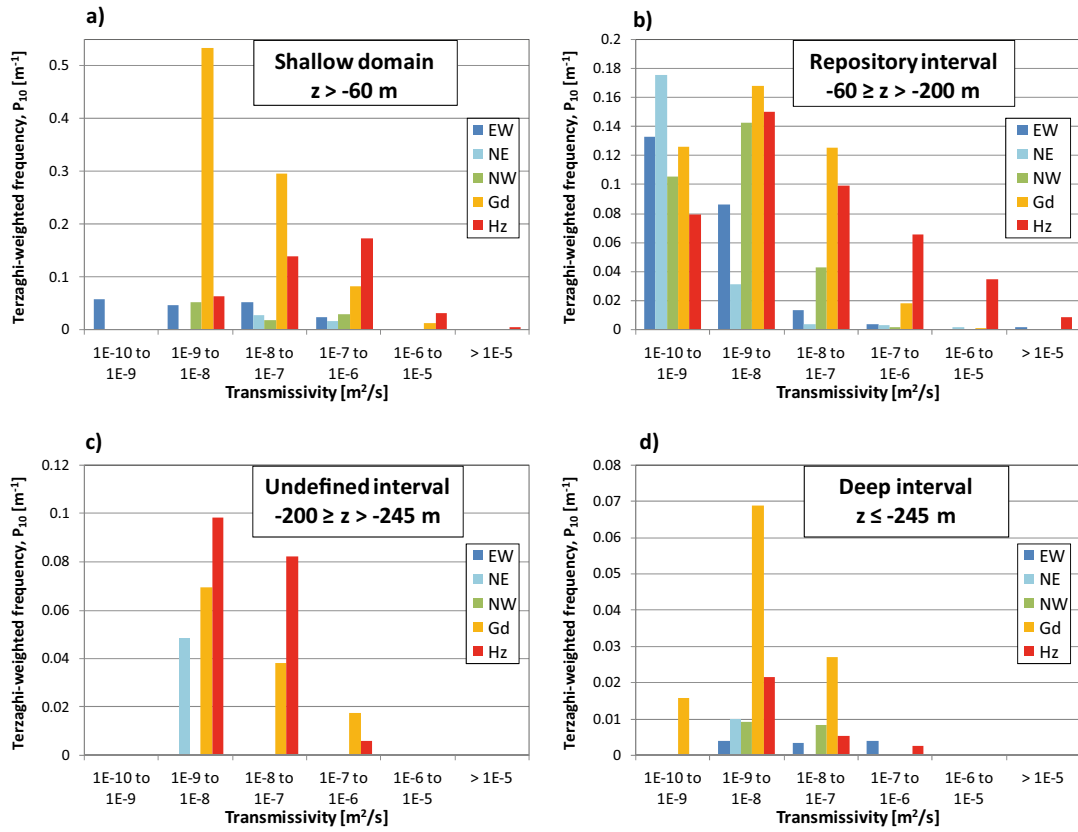 a)
Shallow domain
z > -60 m
Terzaghi-weighted frequency, P₁₀ [m⁻¹]
0.5
0.4
0.3
0.2
0.1
0
EW
NE
NW
Gd
Hz
1E-10 to 1E-9 to 1E-8 to 1E-7 to 1E-6 to > 1E-5
1E-9 1E-8 1E-7 1E-6 1E-5
Transmissivity [m²/s]
b)
Repository interval
-60 ≥ z > -200 m
Terzaghi-weighted frequency, P₁₀ [m⁻¹]
0.2
0.18
0.16
0.14
0.12
0.1
0.08
0.06
0.04
0.02
0
EW
NE
NW
Gd
Hz
1E-10 to 1E-9 to 1E-8 to 1E-7 to 1E-6 to > 1E-5
1E-9 1E-8 1E-7 1E-6 1E-5
Transmissivity [m²/s]
c)
Undefined interval
-200 ≥ z > -245 m
Terzaghi-weighted frequency, P₁₀ [m⁻¹]
0.12
0.1
0.08
0.06
0.04
0.02
0
EW
NE
NW
Gd
Hz
1E-10 to 1E-9 to 1E-8 to 1E-7 to 1E-6 to > 1E-5
1E-9 1E-8 1E-7 1E-6 1E-5
Transmissivity [m²/s]
d)
Deep interval
z ≤ -245 m
Terzaghi-weighted frequency, P₁₀ [m⁻¹]
0.08
0.07
0.06
0.05
0.04
0.03
0.02
0.01
0
EW
NE
NW
Gd
Hz
1E-10 to 1E-9 to 1E-8 to 1E-7 to 1E-6 to > 1E-5
1E-9 1E-8 1E-7 1E-6 1E-5
Transmissivity [m²/s]